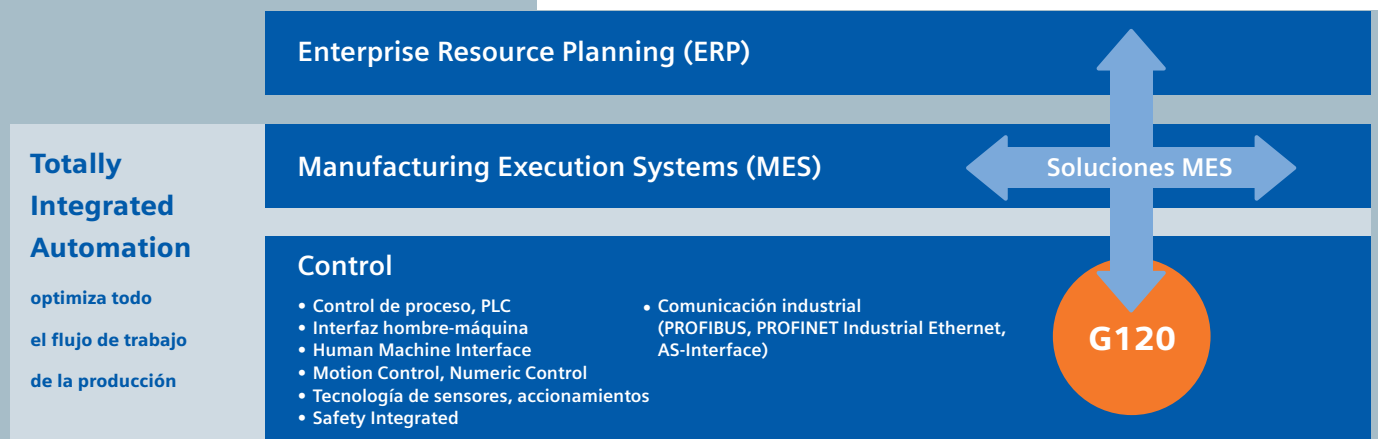 Enterprise Resource Planning (ERP)
Totally
Integrated
Automation
optimiza todo
el flujo de trabajo
de la producción
Manufacturing Execution Systems (MES)
Soluciones MES
Control
• Control de proceso, PLC
• Interfaz hombre-máquina
• Human Machine Interface
• Motion Control, Numeric Control
• Tecnología de sensores, accionamientos
• Safety Integrated
• Comunicación industrial
(PROFIBUS, PROFINET Industrial Ethernet,
AS-Interface)
G120